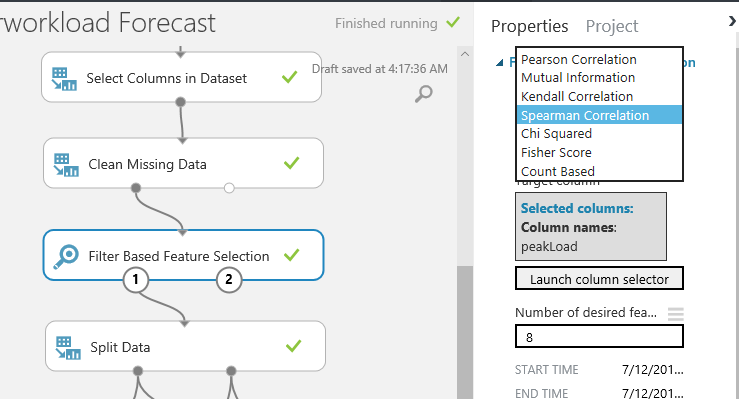 rworkload Forecast
Finished running
Draft saved at 4:17:36 AM
Select Columns in Dataset
Clean Missing Data
Filter Based Feature Selection
1 2
Split Data
Properties Project
Pearson Correlation
Mutual Information
Kendall Correlation
Spearman Correlation
Chi Squared
Fisher Score
Count Based
Target column
Selected columns:
Column names:
peakLoad
Launch column selector
Number of desired fea...
8
START TIME 7/12/201...
END TIME 7/12/201...